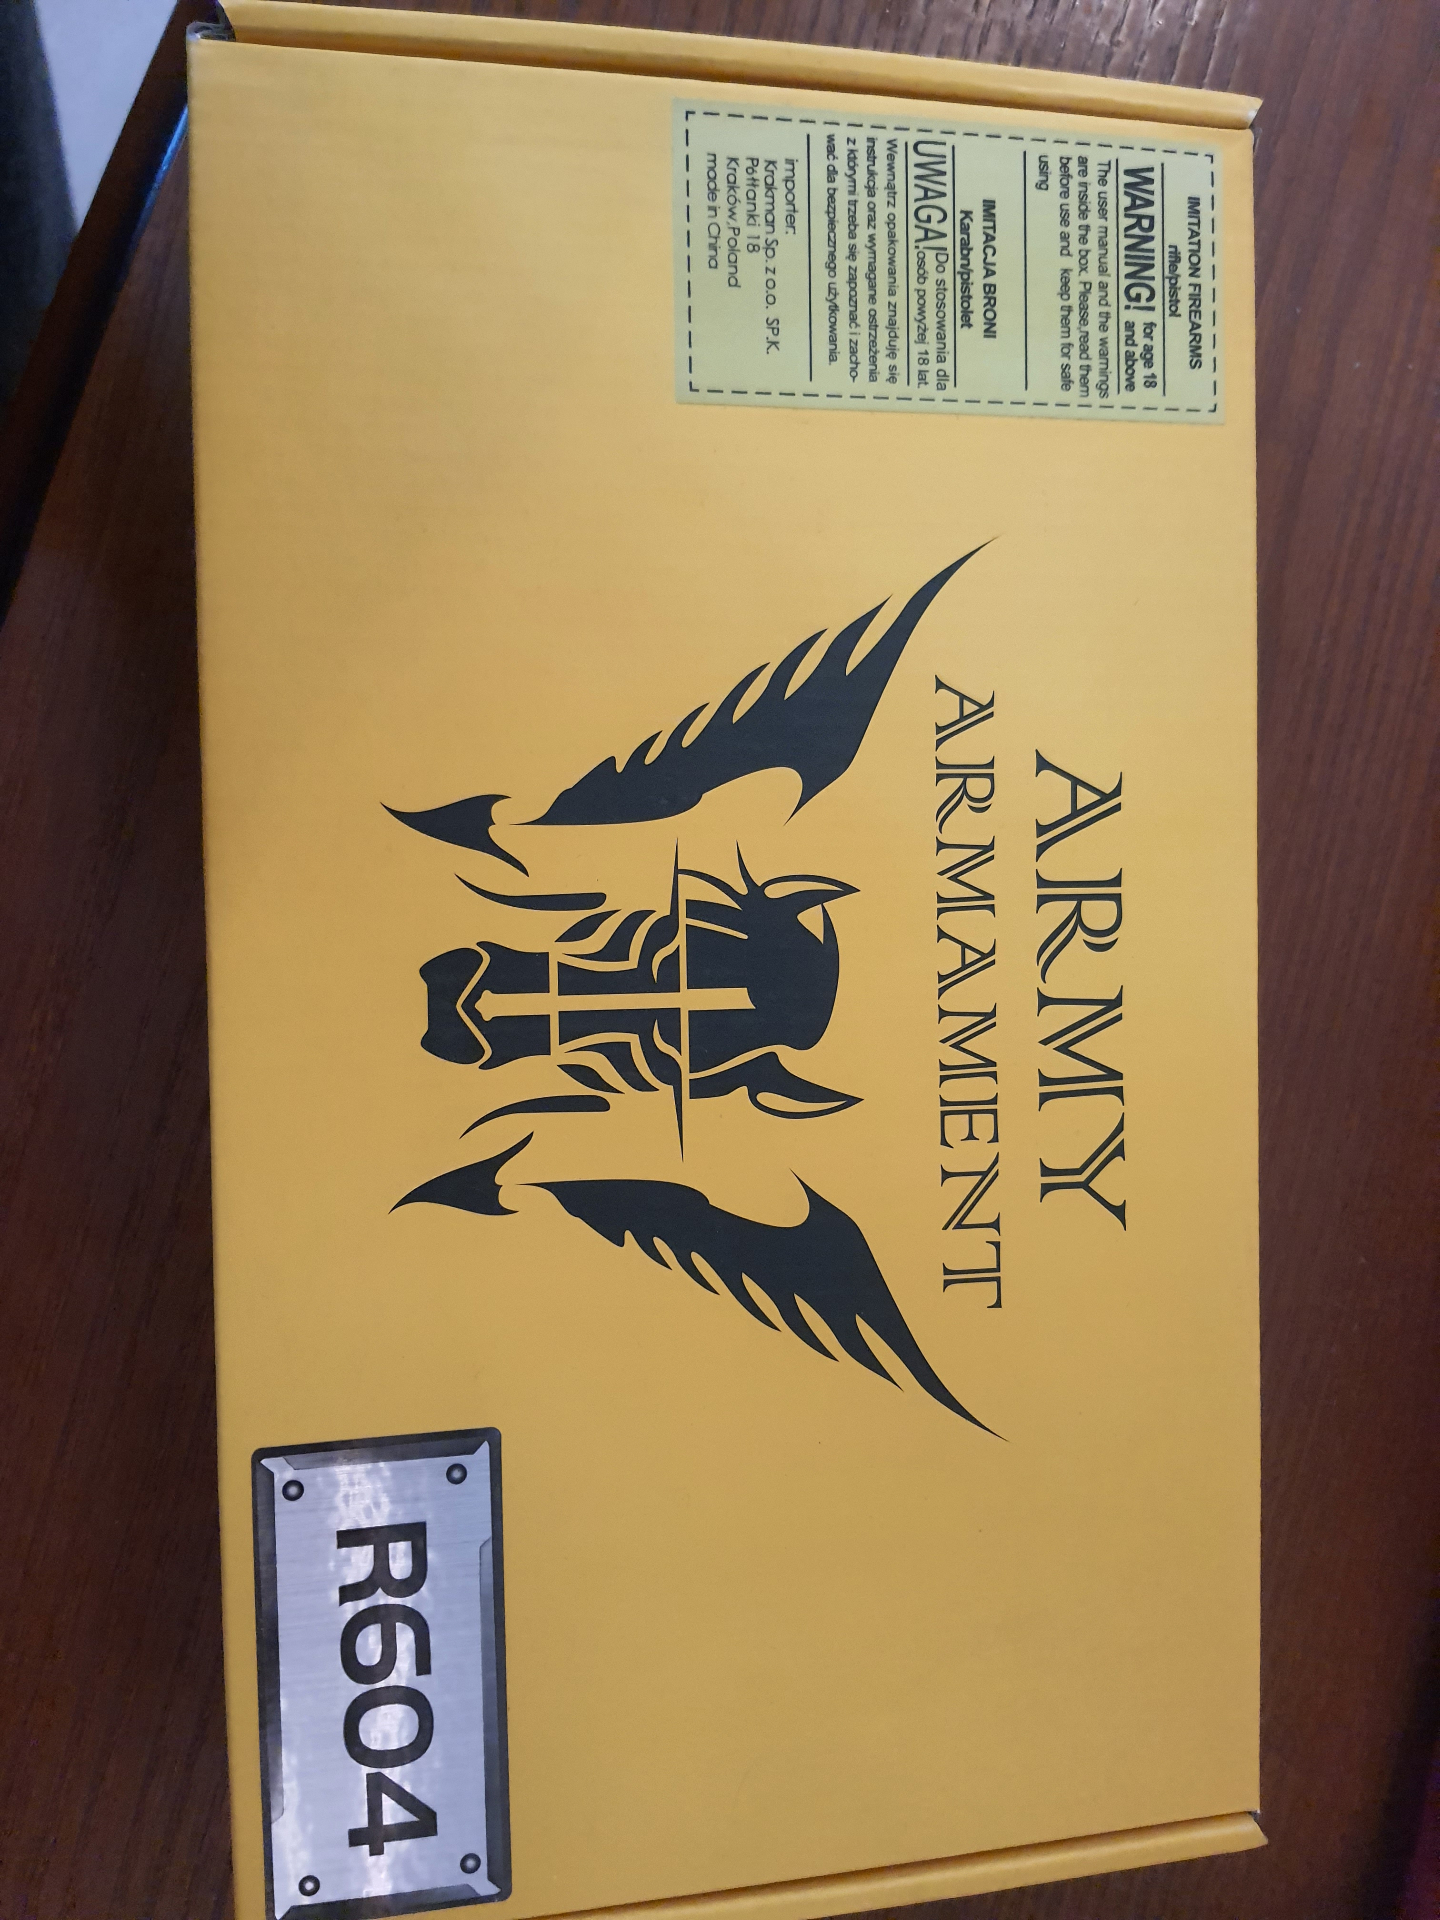 IMITATION FIREARMS
rifle/pistol
WARNING! for age 18
and above
The user manual and the warnings
are inside the box. Please,read them
before use and keep them for safe
using
IMITACJA BRONI
Karabn/pistolet
UWAGA! Do stosowania dla
osób powyżej 18 lat.
Wewnątrz opakowania znajduję się
instrukcja oraz wymagane ostrzeżenia
z którymi trzeba się zapoznać i zacho-
wać dla bezpiecznego użytkowania.
importer:
Krakman Sp. z o.o. SP.K.
Półłanki 18
Kraków,Poland
made in China
ARMY
ARMAMENT
R604